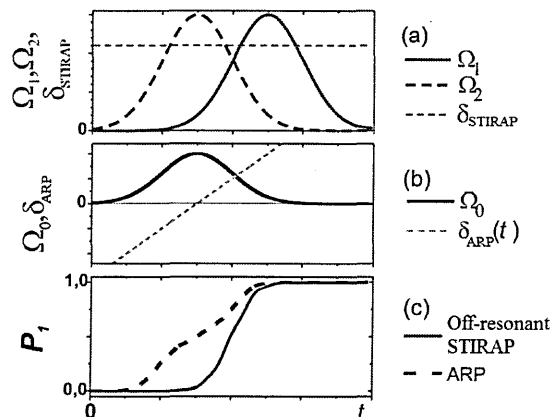 Ω₁,Ω₂,
δSTIRAP
0
(a)
Ω₁
Ω₂
δSTIRAP
Ω₀,δARP
0
(b)
Ω₀
δARP(t)
P₁
1,0
0,0
0
t
(c)
Off-resonant
STIRAP
ARP